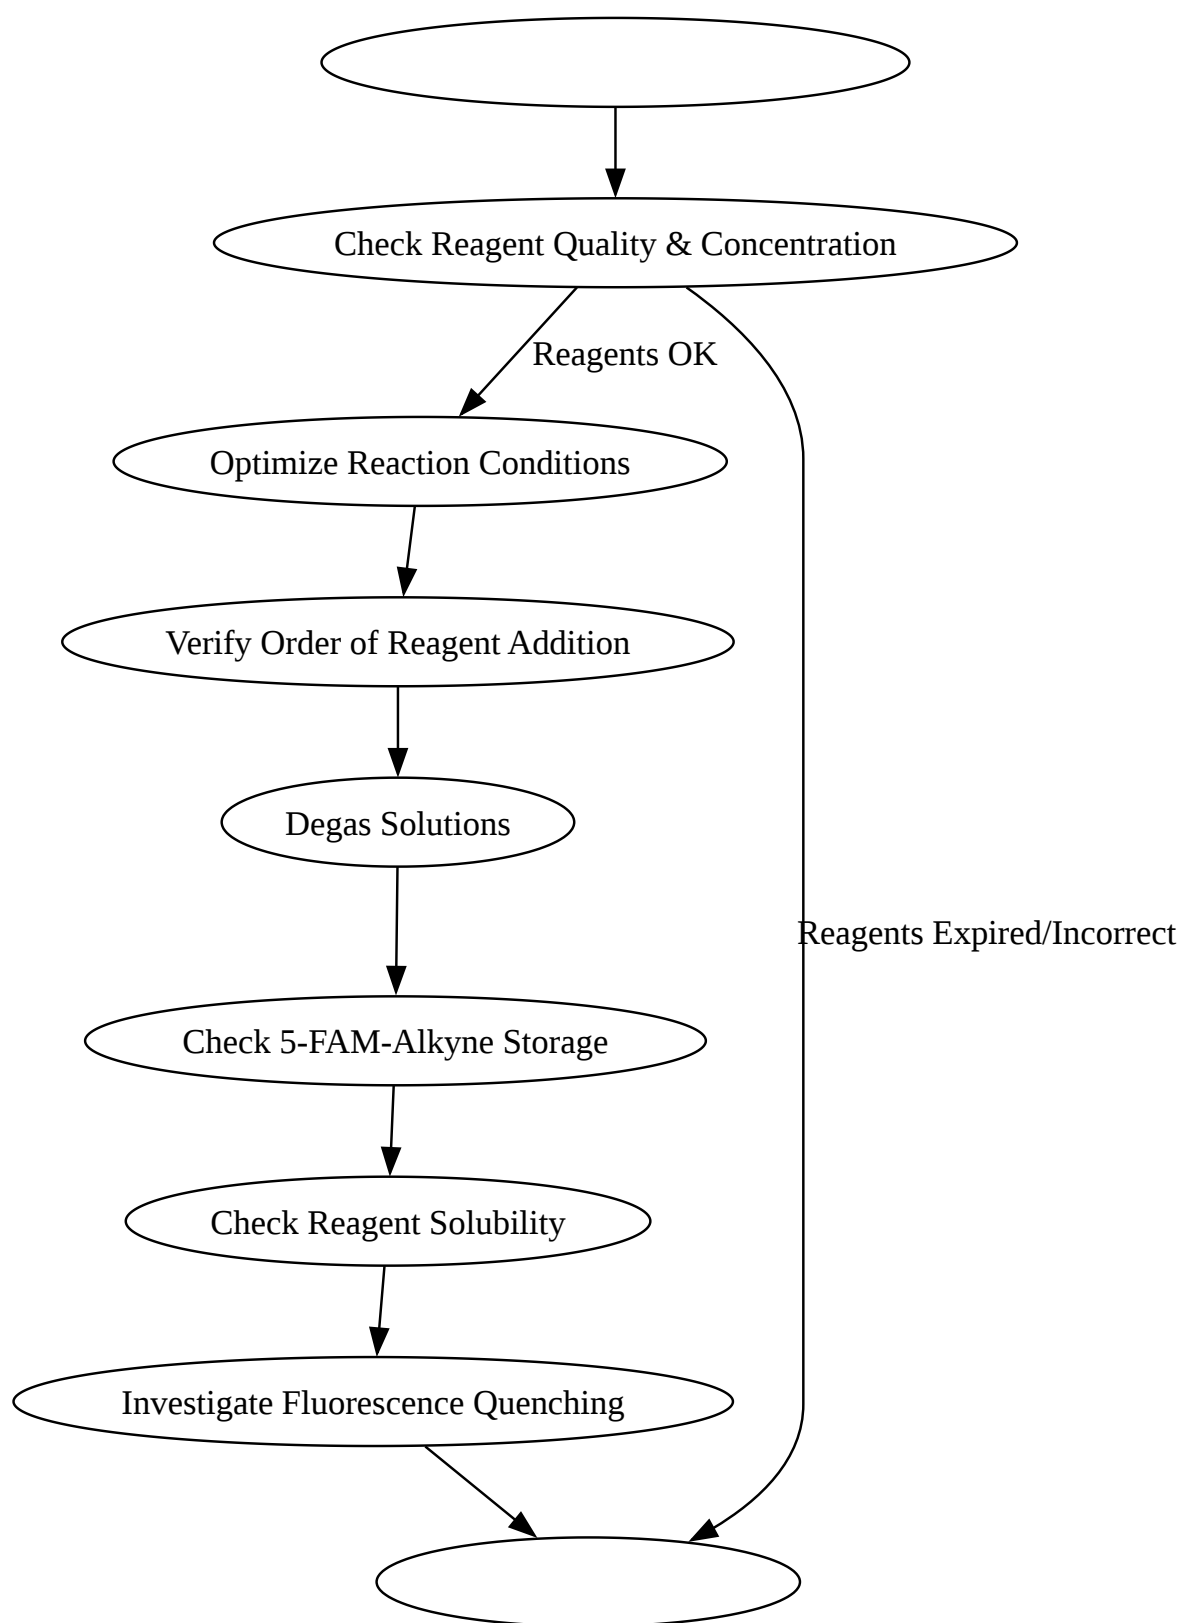 Check Reagent Quality & Concentration
Reagents OK
Optimize Reaction Conditions
Verify Order of Reagent Addition
Degas Solutions
Reagents Expired/Incorrect
Check 5-FAM-Alkyne Storage
Check Reagent Solubility
Investigate Fluorescence Quenching